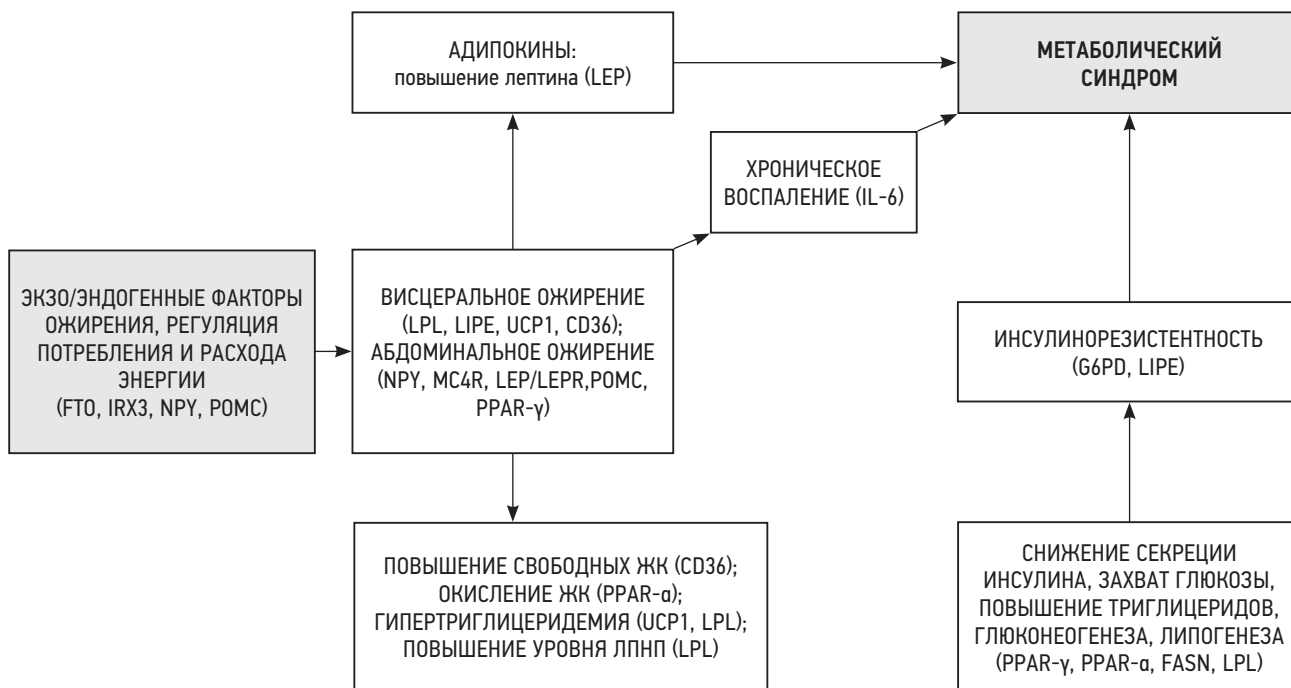 АДИПОКИНЫ:
повышение лептина (LEP)
МЕТАБОЛИЧЕСКИЙ
СИНДРОМ
ХРОНИЧЕСКОЕ
ВОСПАЛЕНИЕ (IL-6)
ЭКЗО/ЭНДОГЕННЫЕ ФАКТОРЫ
ОЖИРЕНИЯ, РЕГУЛЯЦИЯ
ПОТРЕБЛЕНИЯ И РАСХОДА
ЭНЕРГИИ
(FTO, IRX3, NPY, POMC)
ВИСЦЕРАЛЬНОЕ ОЖИРЕНИЕ
(LPL, LIPE, UCP1, CD36);
АБДОМИНАЛЬНОЕ ОЖИРЕНИЕ
(NPY, MC4R, LEP/LEPR,POMC,
PPAR-γ)
ИНСУЛИНОРЕЗИСТЕНТНОСТЬ
(G6PD, LIPE)
ПОВЫШЕНИЕ СВОБОДНЫХ ЖК (CD36);
ОКИСЛЕНИЕ ЖК (PPAR-α);
ГИПЕРТРИГЛИЦЕРИДЕМИЯ (UCP1, LPL);
ПОВЫШЕНИЕ УРОВНЯ ЛПНП (LPL)
СНИЖЕНИЕ СЕКРЕЦИИ
ИНСУЛИНА, ЗАХВАТ ГЛЮКОЗЫ,
ПОВЫШЕНИЕ ТРИГЛИЦЕРИДОВ,
ГЛЮКОНЕОГЕНЕЗА, ЛИПОГЕНЕЗА
(PPAR-γ, PPAR-α, FASN, LPL)